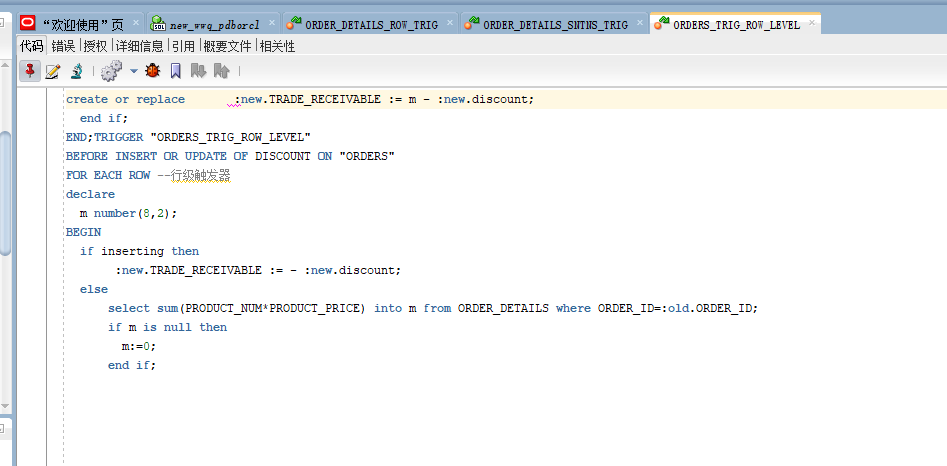 “欢迎使用”页 new_wwq_pdborcl ORDER_DETAILS_ROW_TRIG ORDER_DETAILS_SNTNS_TRIG ORDERS_TRIG_ROW_LEVEL
代码 错误 授权 详细信息 引用 概要文件 相关性
create or replace       :new.TRADE_RECEIVABLE := m - :new.discount;
  end if;
END;TRIGGER "ORDERS_TRIG_ROW_LEVEL"
BEFORE INSERT OR UPDATE OF DISCOUNT ON "ORDERS"
FOR EACH ROW --行级触发器
declare
  m number(8,2);
BEGIN
  if inserting then
       :new.TRADE_RECEIVABLE := - :new.discount;
  else
      select sum(PRODUCT_NUM*PRODUCT_PRICE) into m from ORDER_DETAILS where ORDER_ID=:old.ORDER_ID;
      if m is null then
        m:=0;
      end if;